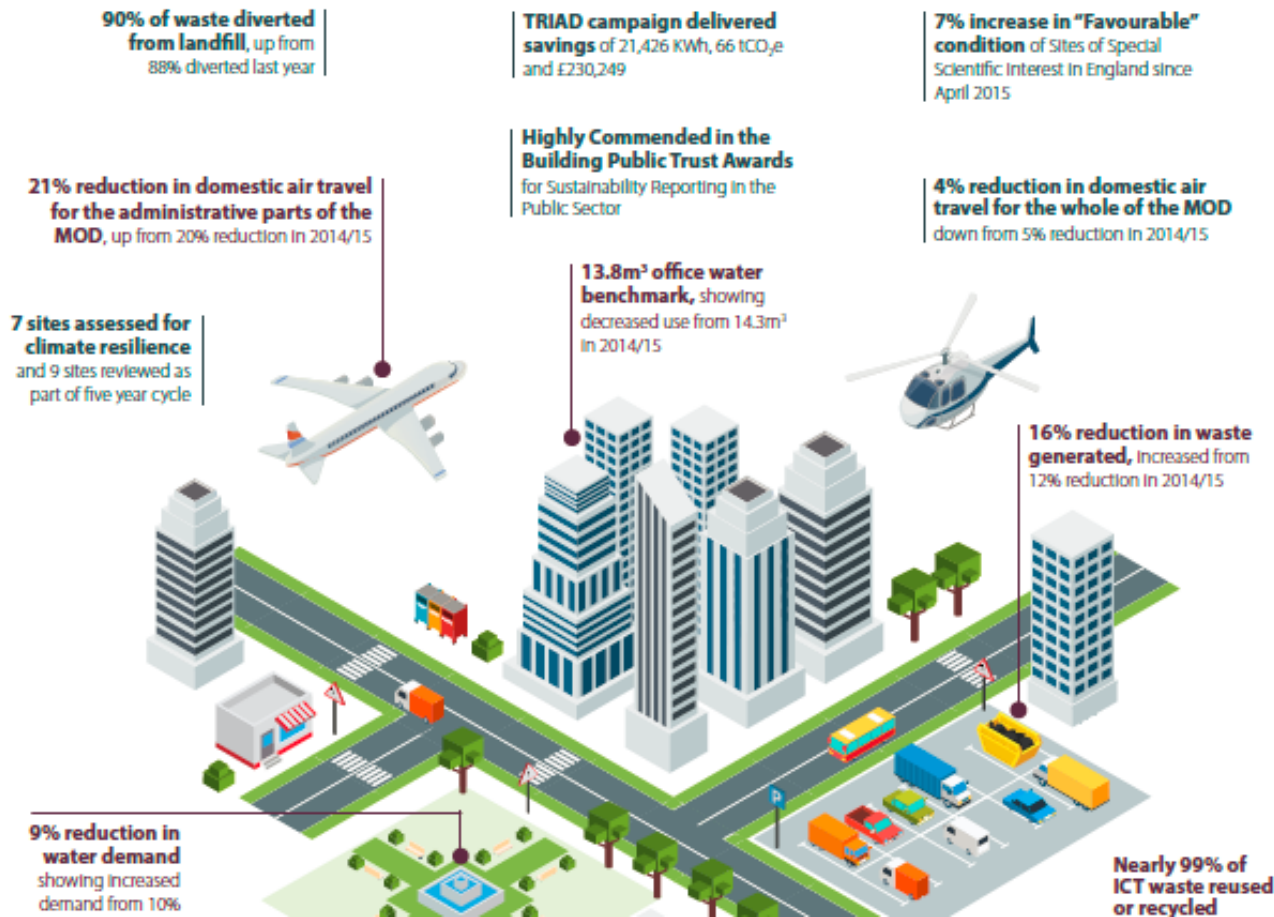 90% of waste diverted
from landfill, up from
88% diverted last year
TRIAD campaign delivered
savings of 21,426 KWh, 66 tCO₂e
and £230,249
7% increase in “Favourable”
condition of Sites of Special
Scientific Interest in England since
April 2015
Highly Commended in the
Building Public Trust Awards
for Sustainability Reporting in the
Public Sector
21% reduction in domestic air travel
for the administrative parts of the
MOD, up from 20% reduction in 2014/15
4% reduction in domestic air
travel for the whole of the MOD
down from 5% reduction in 2014/15
13.8m³ office water
benchmark, showing
decreased use from 14.3m³
in 2014/15
7 sites assessed for
climate resilience
and 9 sites reviewed as
part of five year cycle
16% reduction in waste
generated, increased from
12% reduction in 2014/15
P
9% reduction in
water demand
showing increased
demand from 10%
Nearly 99% of
ICT waste reused
or recycled